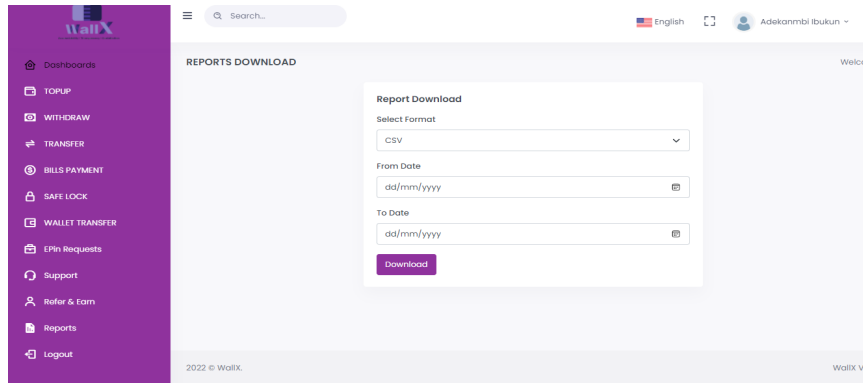 WallX
Search...
English
Adekanmbi Ibukun
Dashboards
TOPUP
WITHDRAW
TRANSFER
BILLS PAYMENT
SAFE LOCK
WALLET TRANSFER
EPin Requests
Support
Refer & Earn
Reports
Logout
REPORTS DOWNLOAD
Welc
Report Download
Select Format
CSV
From Date
dd/mm/yyyy
To Date
dd/mm/yyyy
Download
2022 © WallX.
WallX